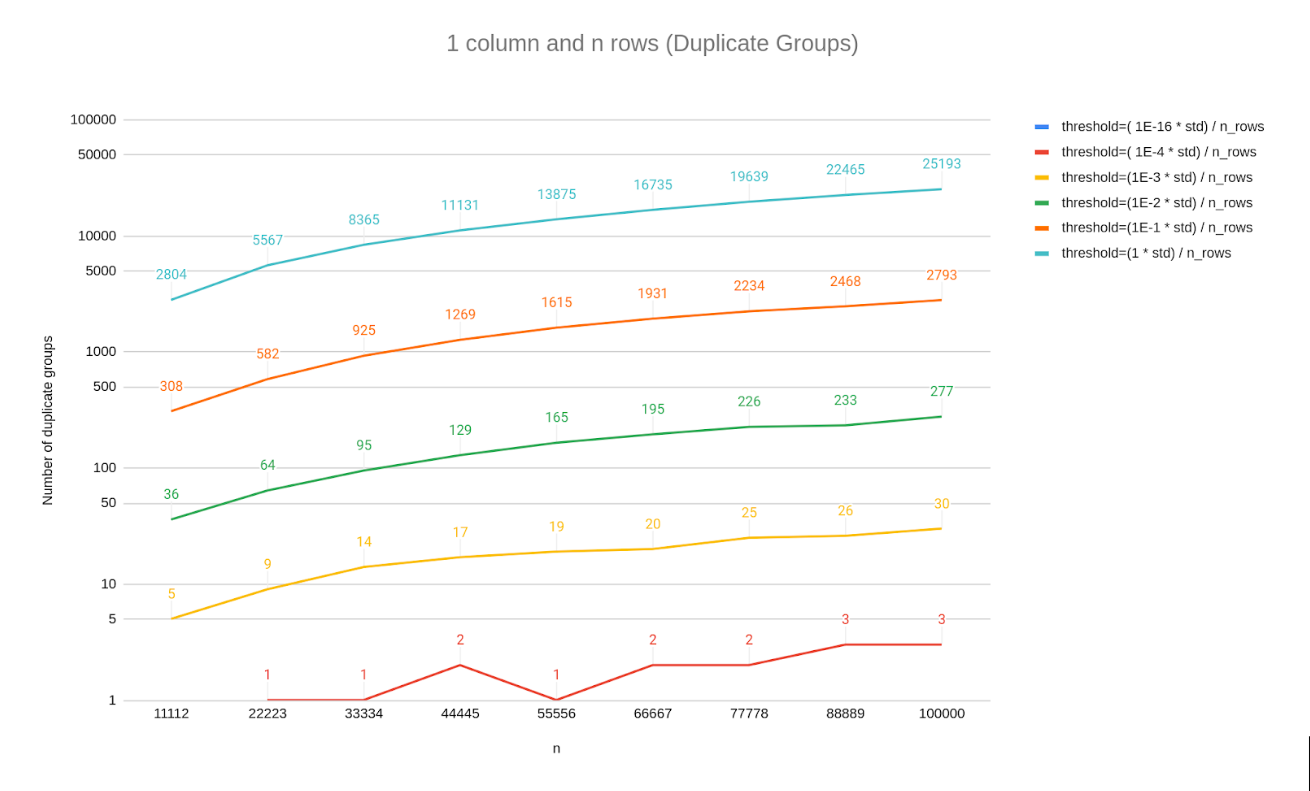 1 column and n rows (Duplicate Groups)
100000
50000
10000
5000
1000
500
100
50
10
5
1
Number of duplicate groups
2804 5567 8365 11131 13875 16735 19639 22465 25193
308 582 925 1269 1615 1931 2234 2468 2793
36 64 95 129 165 195 226 233 277
5 9 14 17 19 20 25 26 30
1 1 2 1 2 2 3 3
11112 22223 33334 44445 55556 66667 77778 88889 100000
n
threshold=( 1E-16 * std) / n_rows
threshold=( 1E-4 * std) / n_rows
threshold=(1E-3 * std) / n_rows
threshold=(1E-2 * std) / n_rows
threshold=(1E-1 * std) / n_rows
threshold=(1 * std) / n_rows